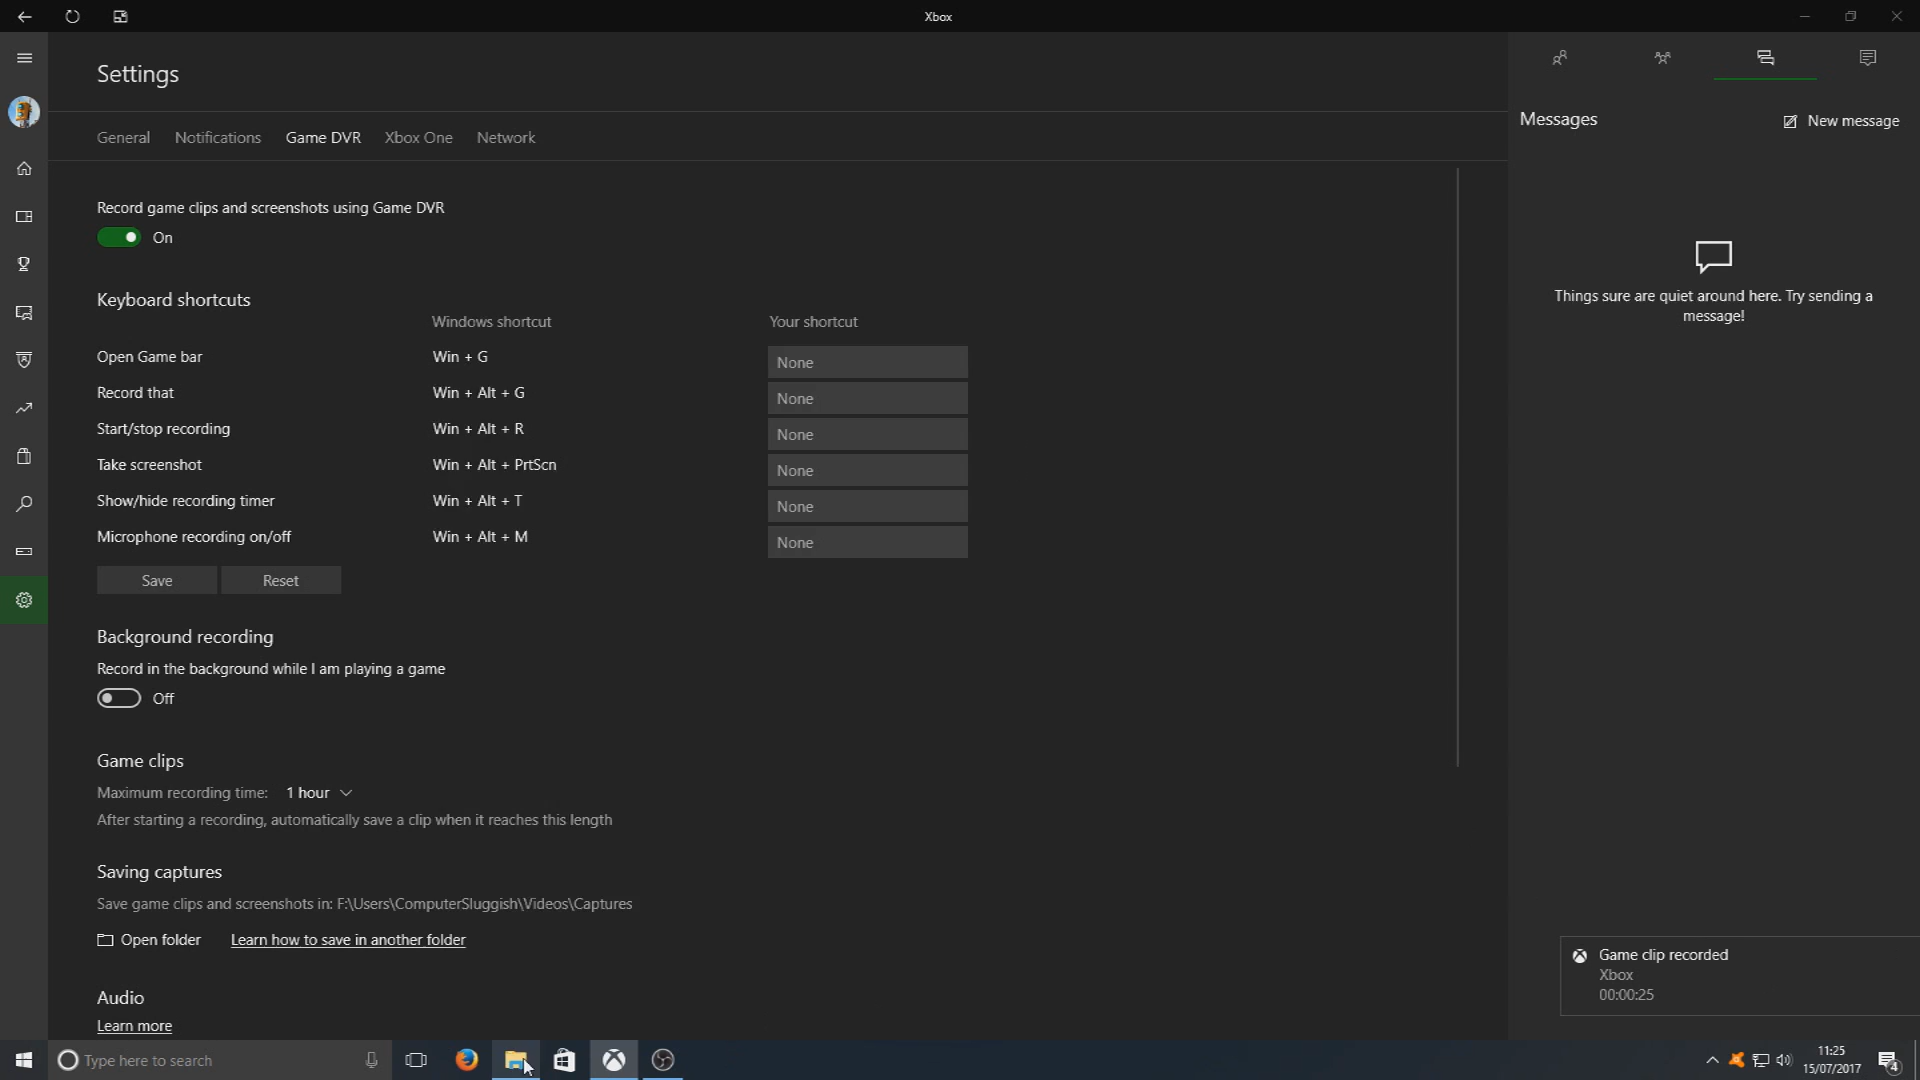 Xbox
Settings
General Notifications Game DVR Xbox One Network
Record game clips and screenshots using Game DVR
On
Keyboard shortcuts
Windows shortcut Your shortcut
Open Game bar Win + G None
Record that Win + Alt + G None
Start/stop recording Win + Alt + R None
Take screenshot Win + Alt + PrtScn None
Show/hide recording timer Win + Alt + T None
Microphone recording on/off Win + Alt + M None
Save Reset
Background recording
Record in the background while I am playing a game
Off
Game clips
Maximum recording time: 1 hour
After starting a recording, automatically save a clip when it reaches this length
Saving captures
Save game clips and screenshots in: F:\Users\ComputerSluggish\Videos\Captures
Open folder Learn how to save in another folder
Audio
Learn more
Messages New message
Things sure are quiet around here. Try sending a
message!
Game clip recorded
Xbox
00:00:25
Type here to search
11:25
15/07/2017
4